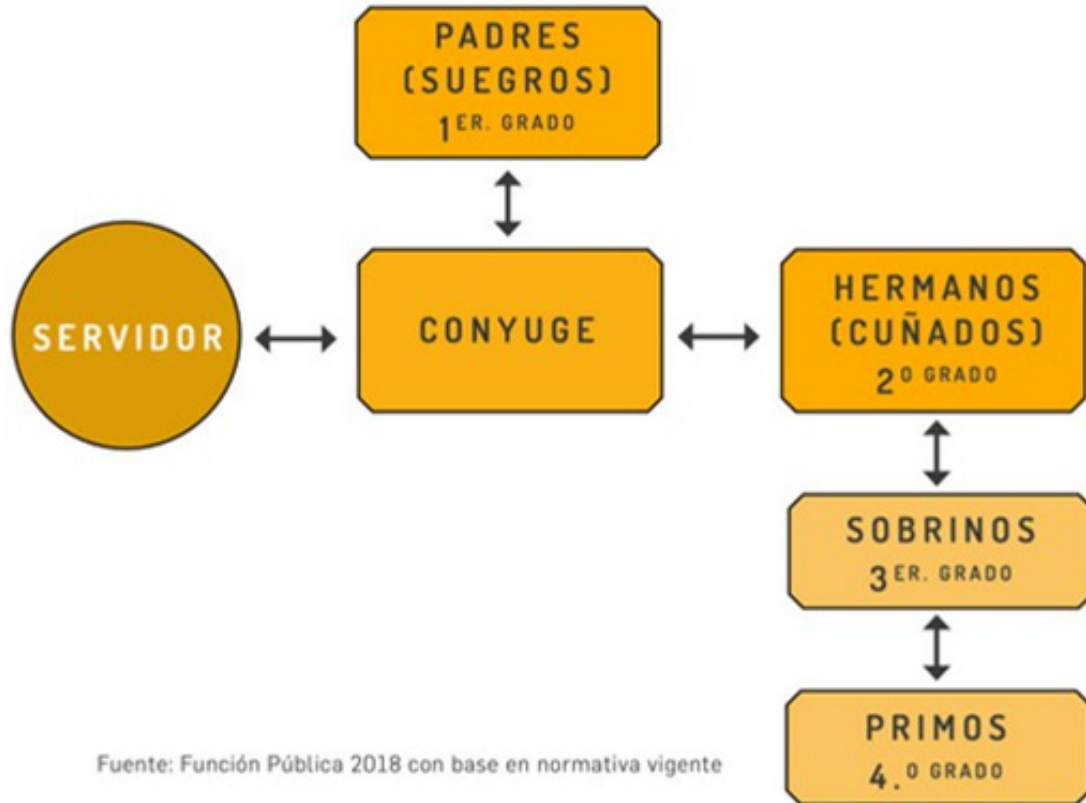 PADRES
(SUEGROS)
1ER. GRADO
SERVIDOR
CONYUGE
HERMANOS
(CUÑADOS)
2O GRADO
SOBRINOS
3ER. GRADO
PRIMOS
4.O GRADO
Fuente: Función Pública 2018 con base en normativa vigente